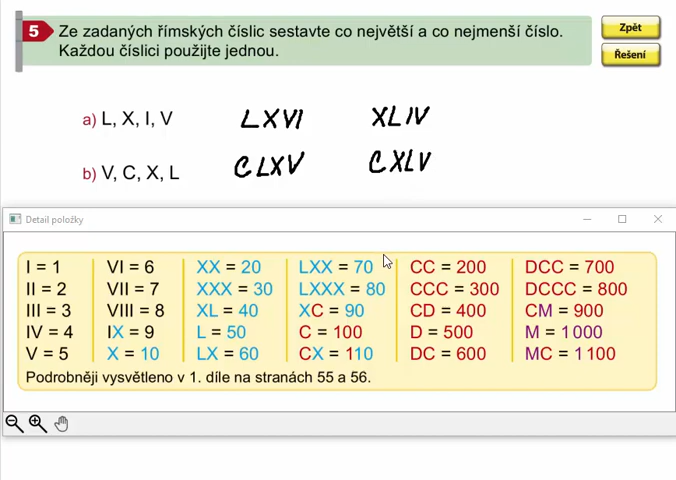 5 Ze zadaných římských číslic sestavte co největší a co nejmenší číslo.
Každou číslici použijte jednou.
Zpět
Řešení
a) L, X, I, V LXVI XLIV
b) V, C, X, L CLXV CXLV
Detail položky
I = 1 VI = 6 XX = 20 LXX = 70 CC = 200 DCC = 700
II = 2 VII = 7 XXX = 30 LXXX = 80 CCC = 300 DCCC = 800
III = 3 VIII = 8 XL = 40 XC = 90 CD = 400 CM = 900
IV = 4 IX = 9 L = 50 C = 100 D = 500 M = 1 000
V = 5 X = 10 LX = 60 CX = 110 DC = 600 MC = 1 100
Podrobněji vysvětleno v 1. díle na stranách 55 a 56.